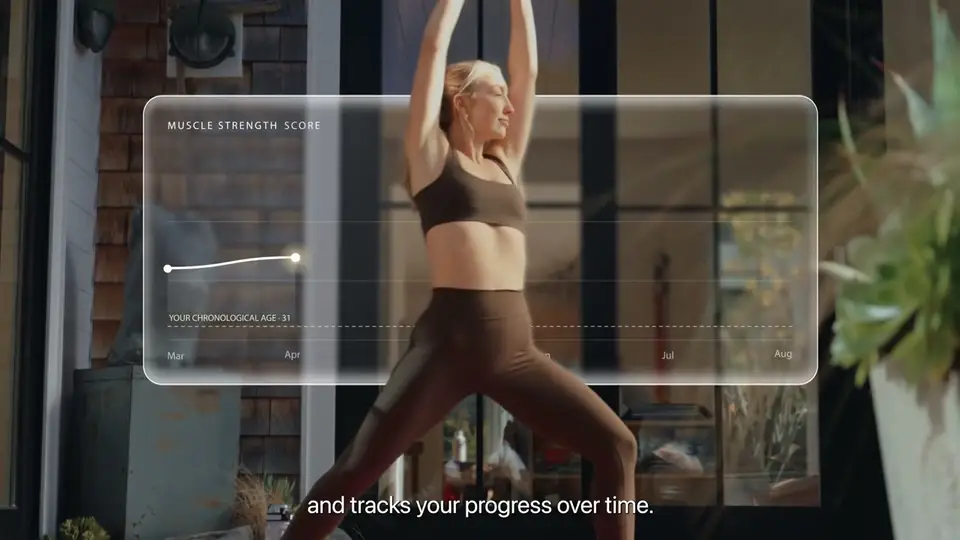 MUSCLE STRENGTH SCORE
YOUR CHRONOLOGICAL AGE - 31
Mar Apr Jul Aug
and tracks your progress over time.